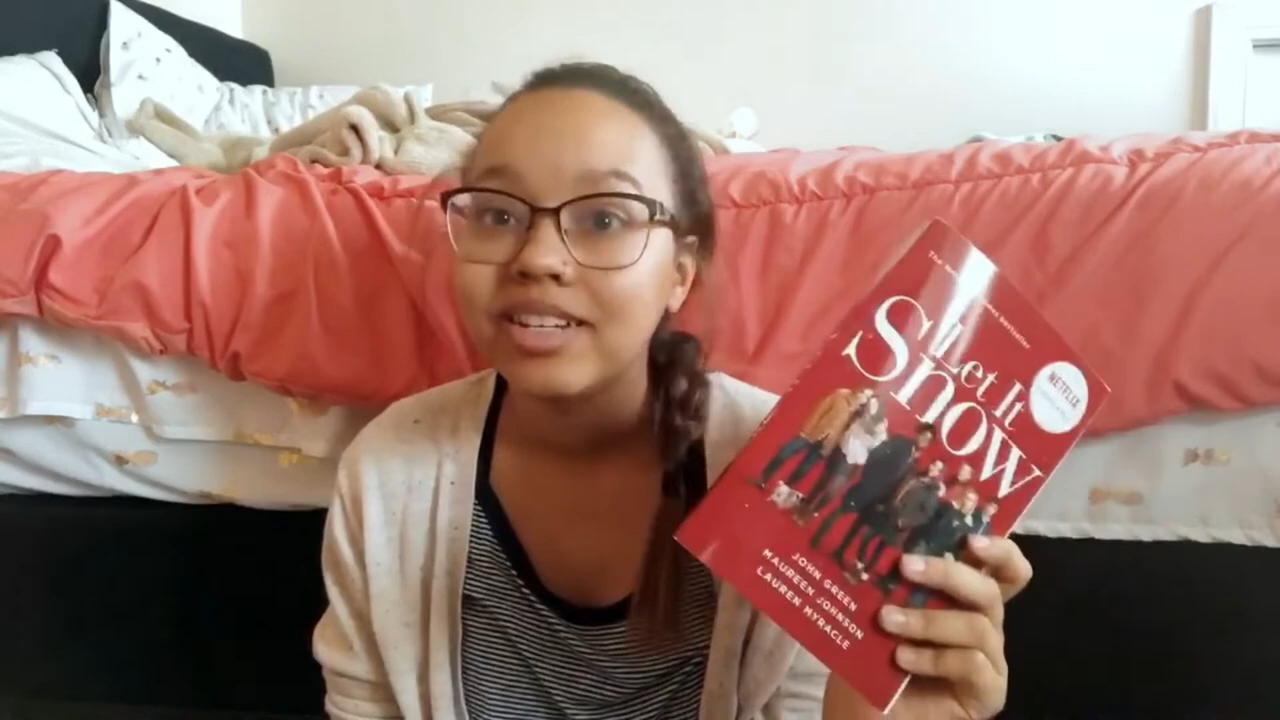 Let It
Snow
NETFLIX
JOHN GREEN
MAUREEN JOHNSON
LAUREN MYRACLE